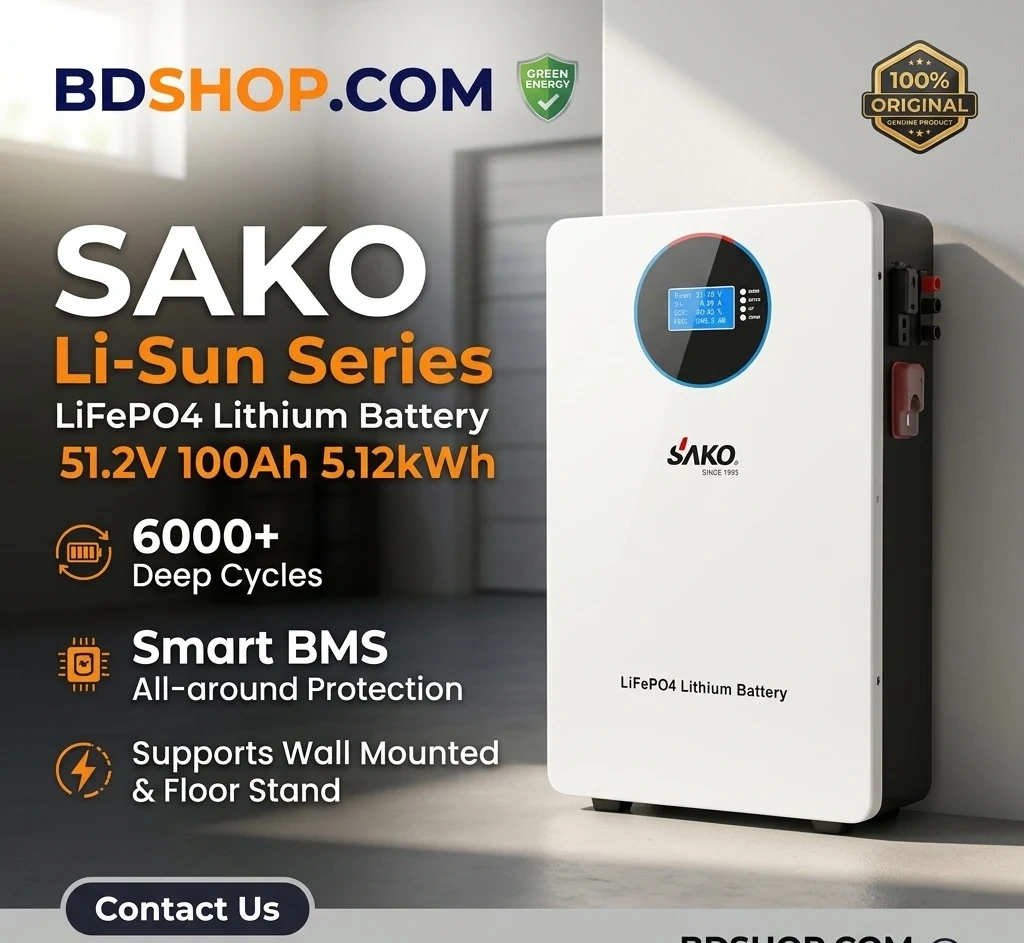 BDSHOP.COM
GREEN
ENERGY
100%
ORIGINAL
GENUINE PRODUCT
SAKO
Li-Sun Series
LiFePO4 Lithium Battery
51.2V 100Ah 5.12kWh
6000+
Deep Cycles
Smart BMS
All-around Protection
Supports Wall Mounted
& Floor Stand
SAKO
SINCE 1995
LiFePO4 Lithium Battery
Contact Us
BDSHOP.COM